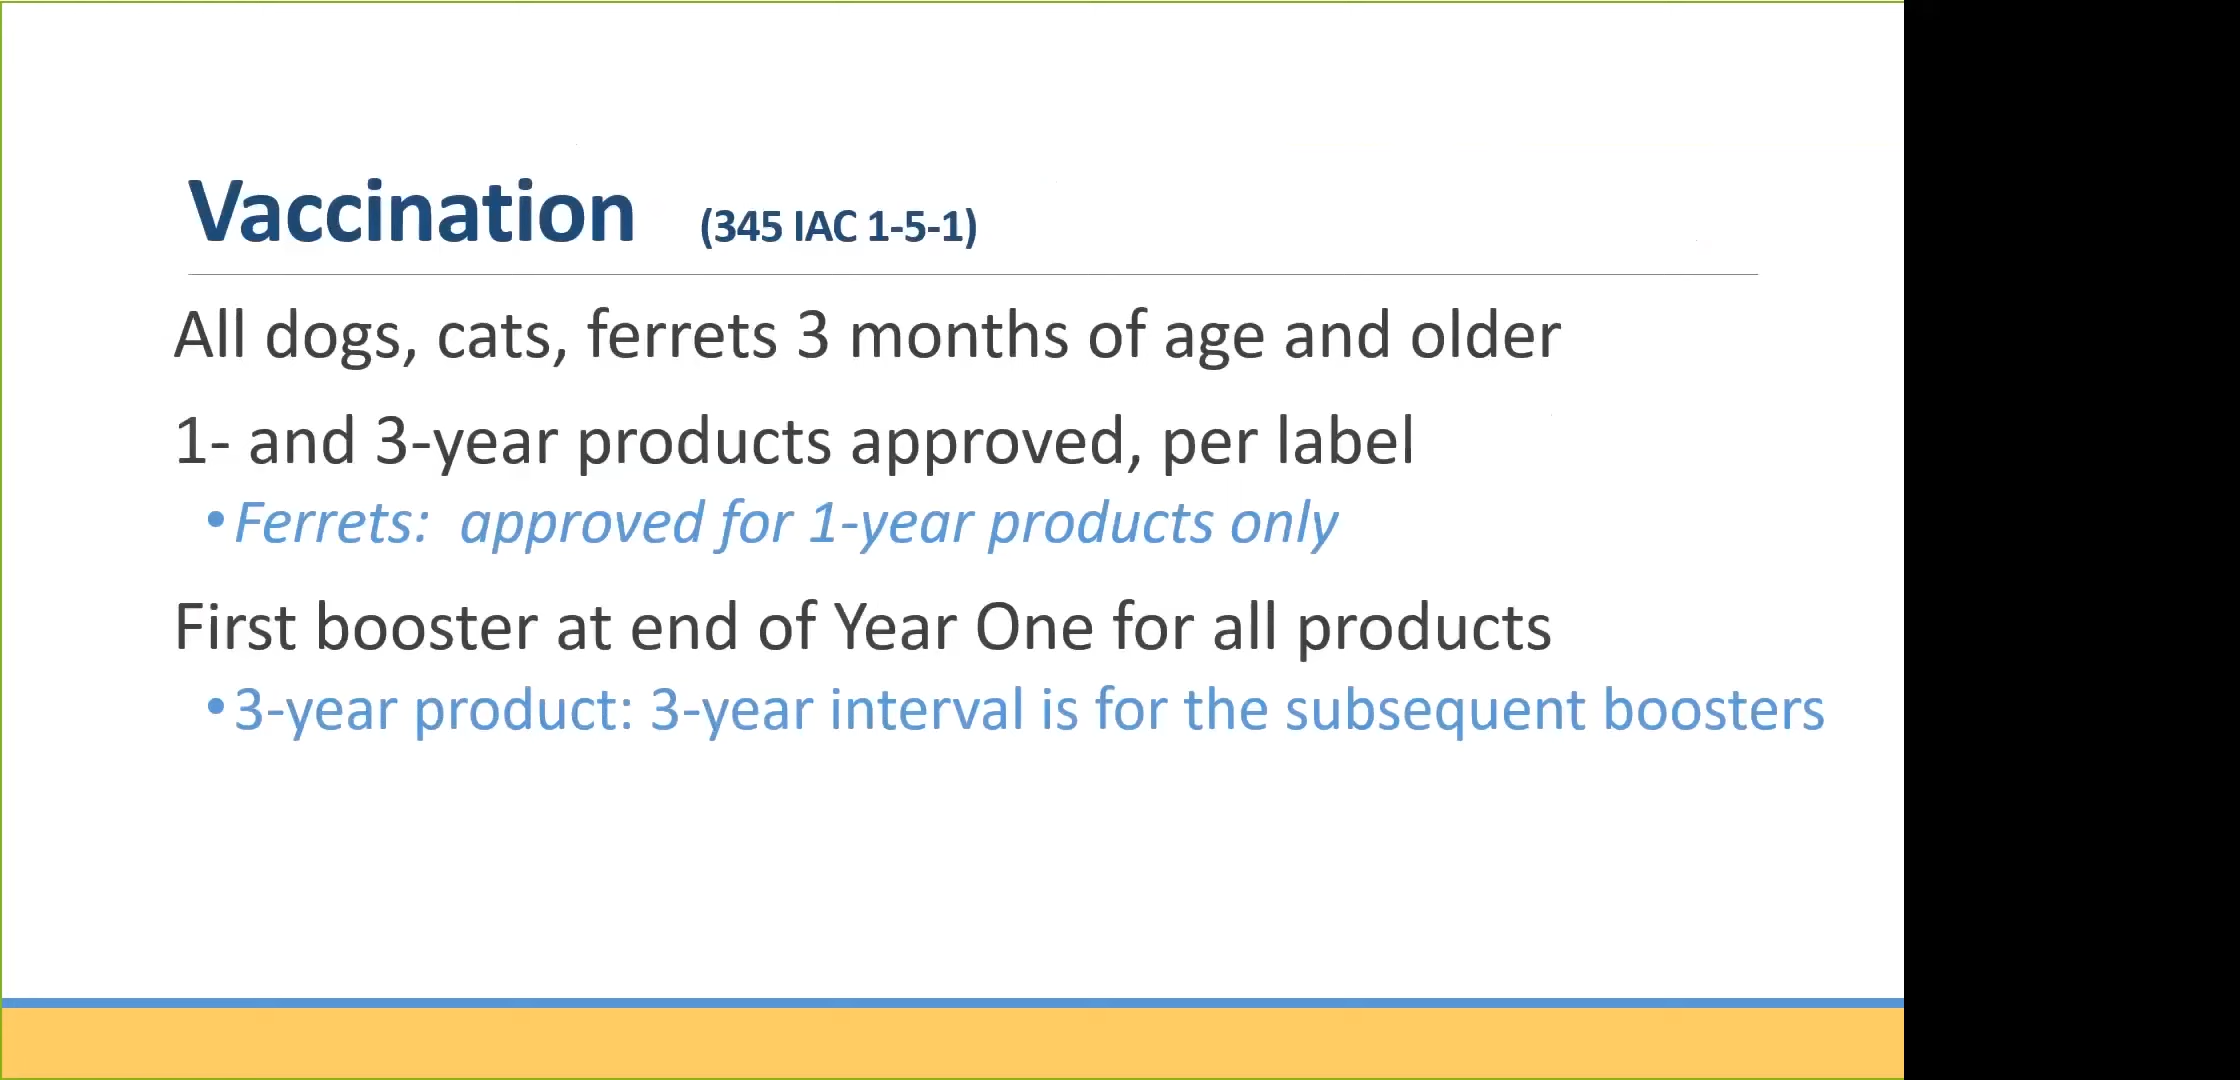 Vaccination (345 IAC 1-5-1)
All dogs, cats, ferrets 3 months of age and older
1- and 3-year products approved, per label
•Ferrets: approved for 1-year products only
First booster at end of Year One for all products
•3-year product: 3-year interval is for the subsequent boosters